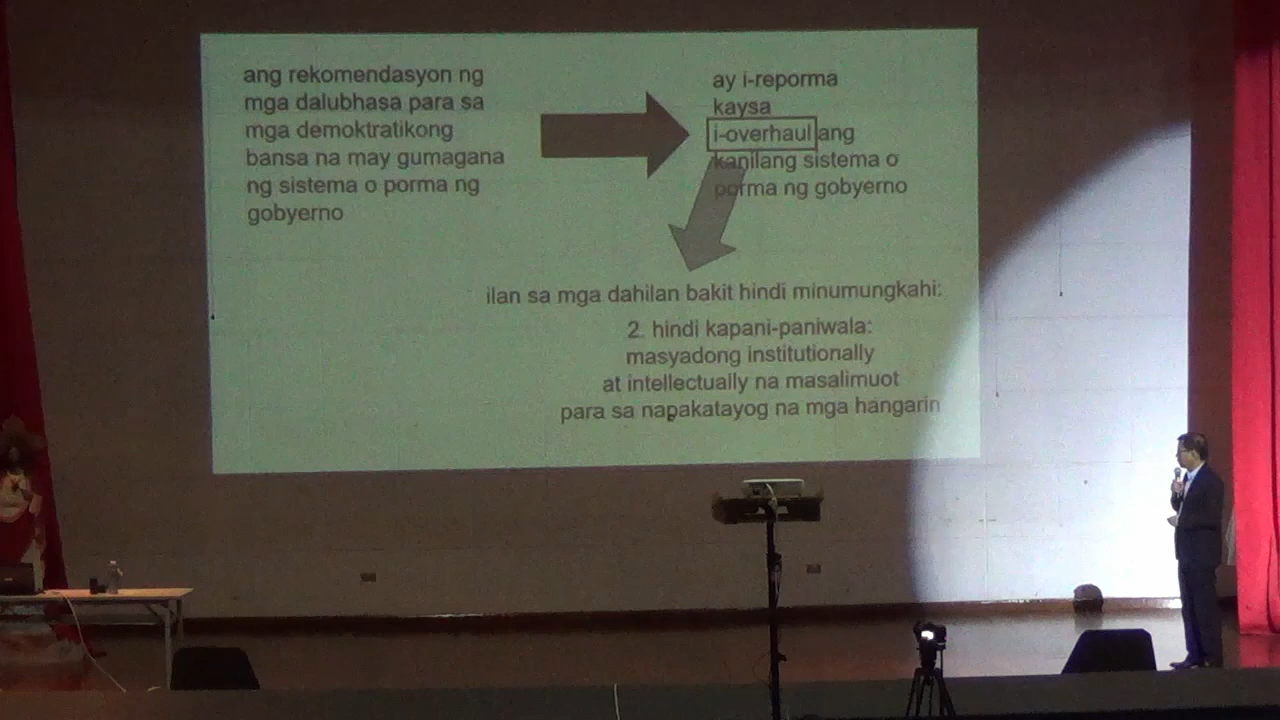 ang rekomendasyon ng
mga dalubhasa para sa
mga demoktratikong
bansa na may gumagana
ng sistema o porma ng
gobyerno
ay i-reporma
kaysa
i-overhaul ang
kanilang sistema o
porma ng gobyerno
ilan sa mga dahilan bakit hindi minumungkahi:
2. hindi kapani-paniwala:
masyadong institutionally
at intellectually na masalimuot
para sa napakatayog na mga hangarin